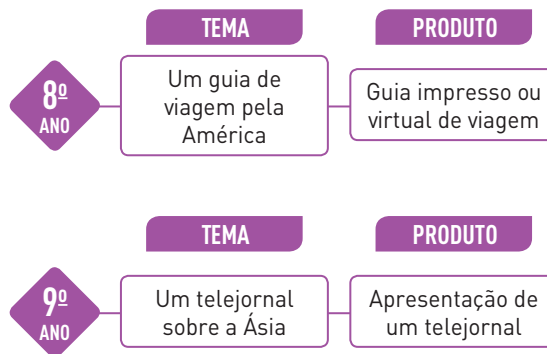 TEMA
PRODUTO
8º
ANO
Um guia de
viagem pela
América
Guia impresso ou
virtual de viagem
TEMA
PRODUTO
9º
ANO
Um telejornal
sobre a Ásia
Apresentação de
um telejornal